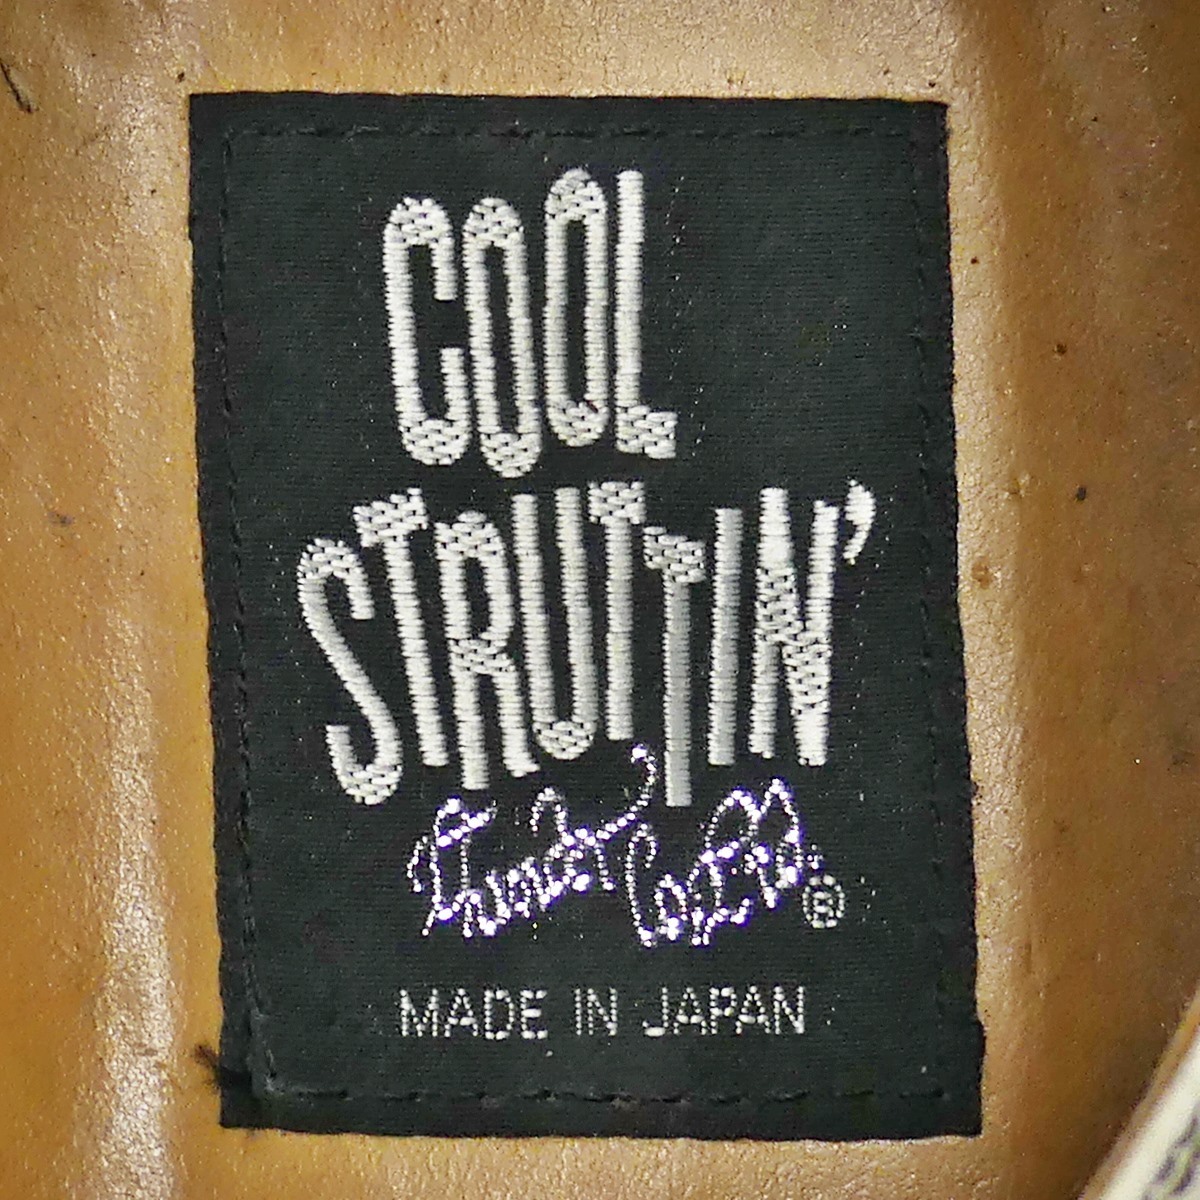 COOL
STRUTTIN'
®
MADE IN JAPAN